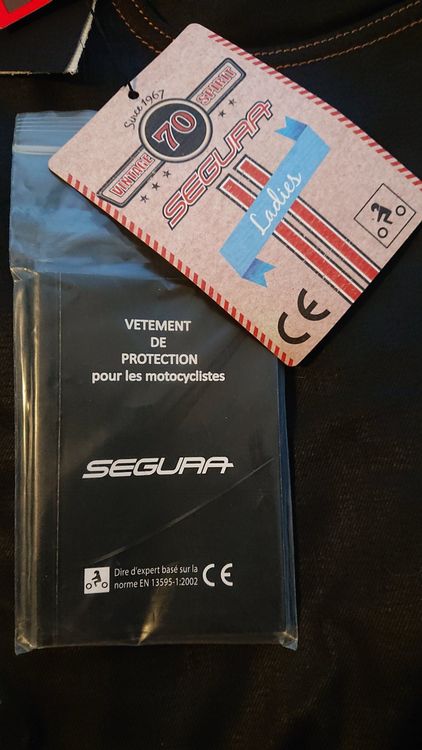 Since 1967
VINTAGE 70 SPIRIT
SEGURA
Ladies
CE
VETEMENT
DE
PROTECTION
pour les motocyclistes
SEGURA
Dire d'expert basé sur la
norme EN 13595-1:2002 CE